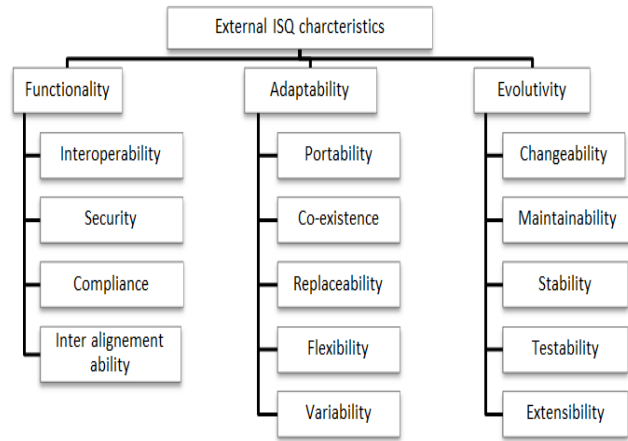 External ISQ charcteristics
Functionality
Adaptability
Evolutivity
Interoperability
Portability
Changeability
Security
Co-existence
Maintainability
Compliance
Replaceability
Stability
Inter alignement
ability
Flexibility
Testability
Variability
Extensibility